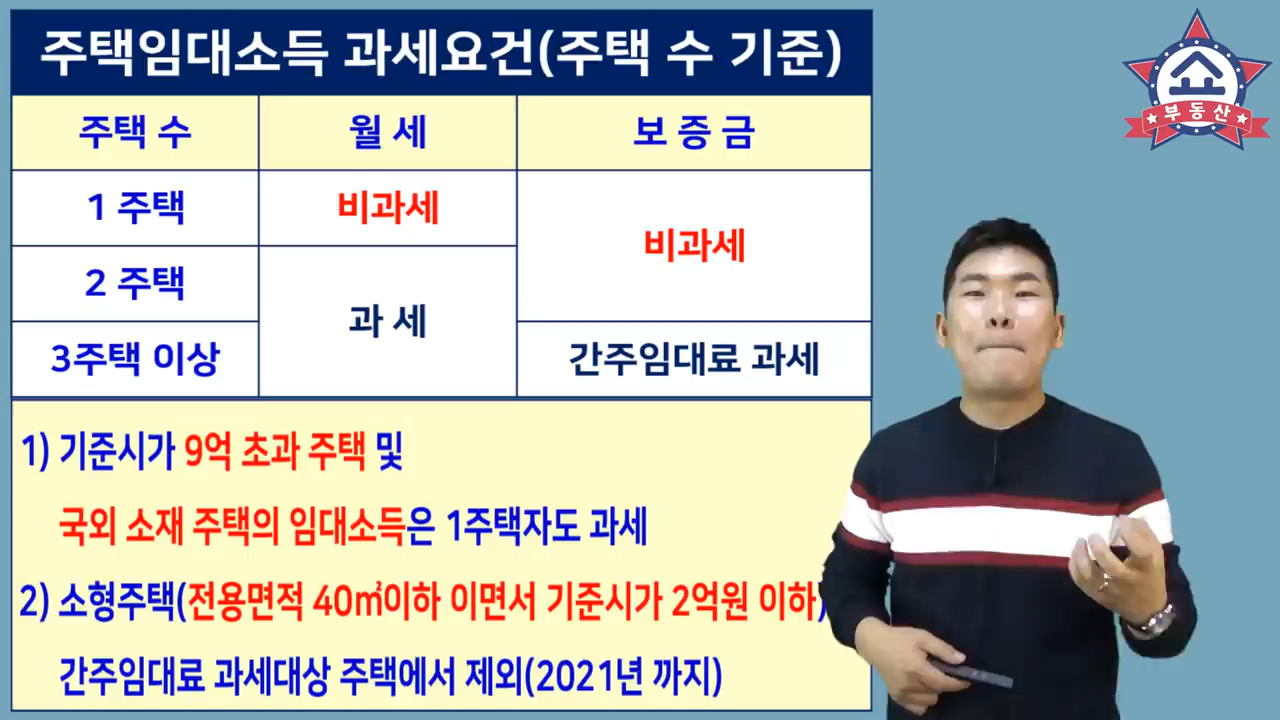 주택임대소득 과세요건(주택 수 기준)
주택 수 월 세 보 증 금
1 주택 비과세 비과세
2 주택 과 세
3주택 이상 간주임대료 과세
1) 기준시가 9억 초과 주택 및
국외 소재 주택의 임대소득은 1주택자도 과세
2) 소형주택(전용면적 40㎡이하 이면서 기준시가 2억원 이하)
간주임대료 과세대상 주택에서 제외(2021년 까지)
부동산